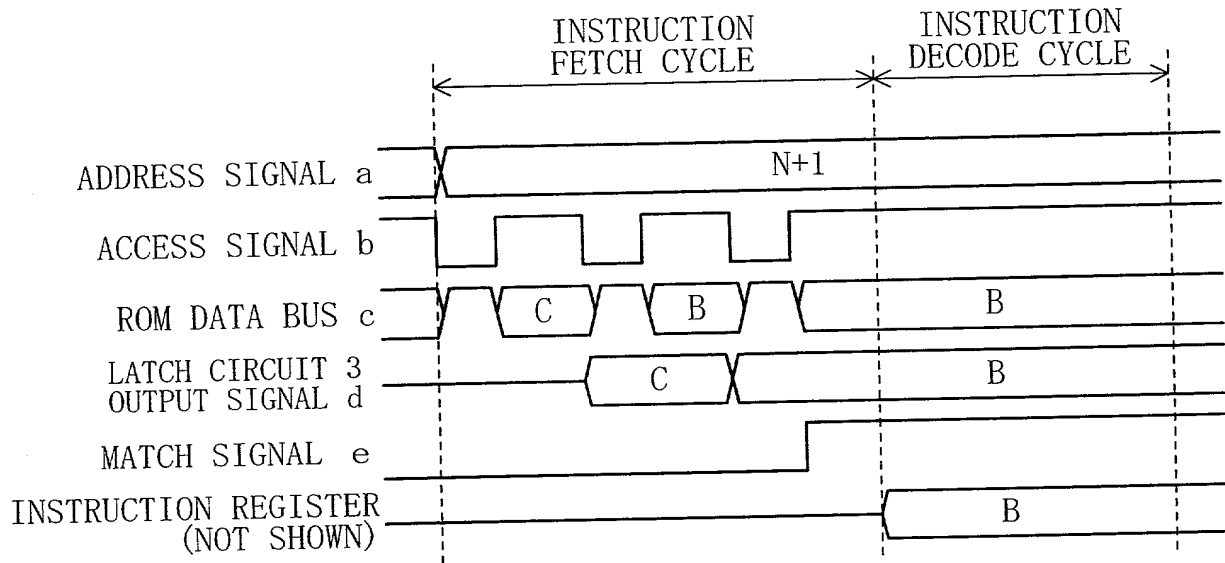 INSTRUCTION
FETCH CYCLE
INSTRUCTION
DECODE CYCLE
ADDRESS SIGNAL a
N+1
ACCESS SIGNAL b
ROM DATA BUS c
C
B
B
LATCH CIRCUIT 3
OUTPUT SIGNAL d
C
B
MATCH SIGNAL e
INSTRUCTION REGISTER
(NOT SHOWN)
B